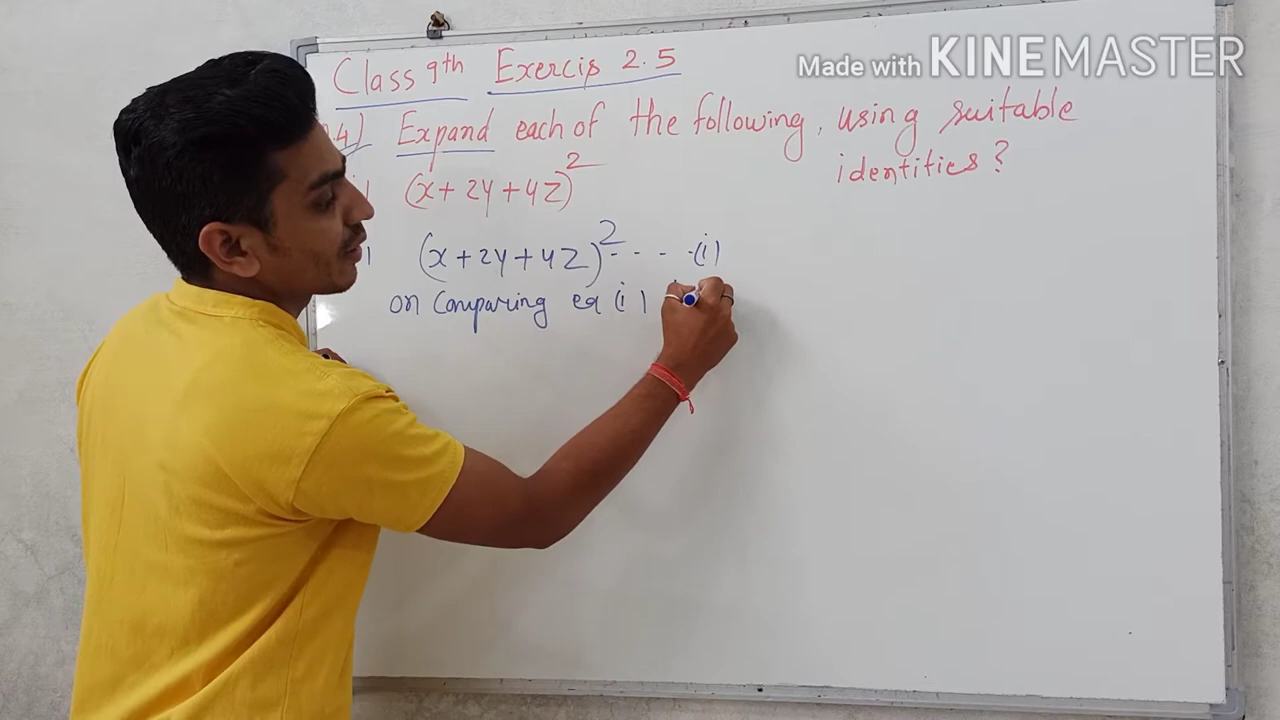 Made with KINEMASTER
Class 9th Exercis 2.5
4) Expand each of the following, using suitable
identities?
(x+2y+4z)²
(x+2y+4z)² - - - -(i)
on Comparing eq (i)